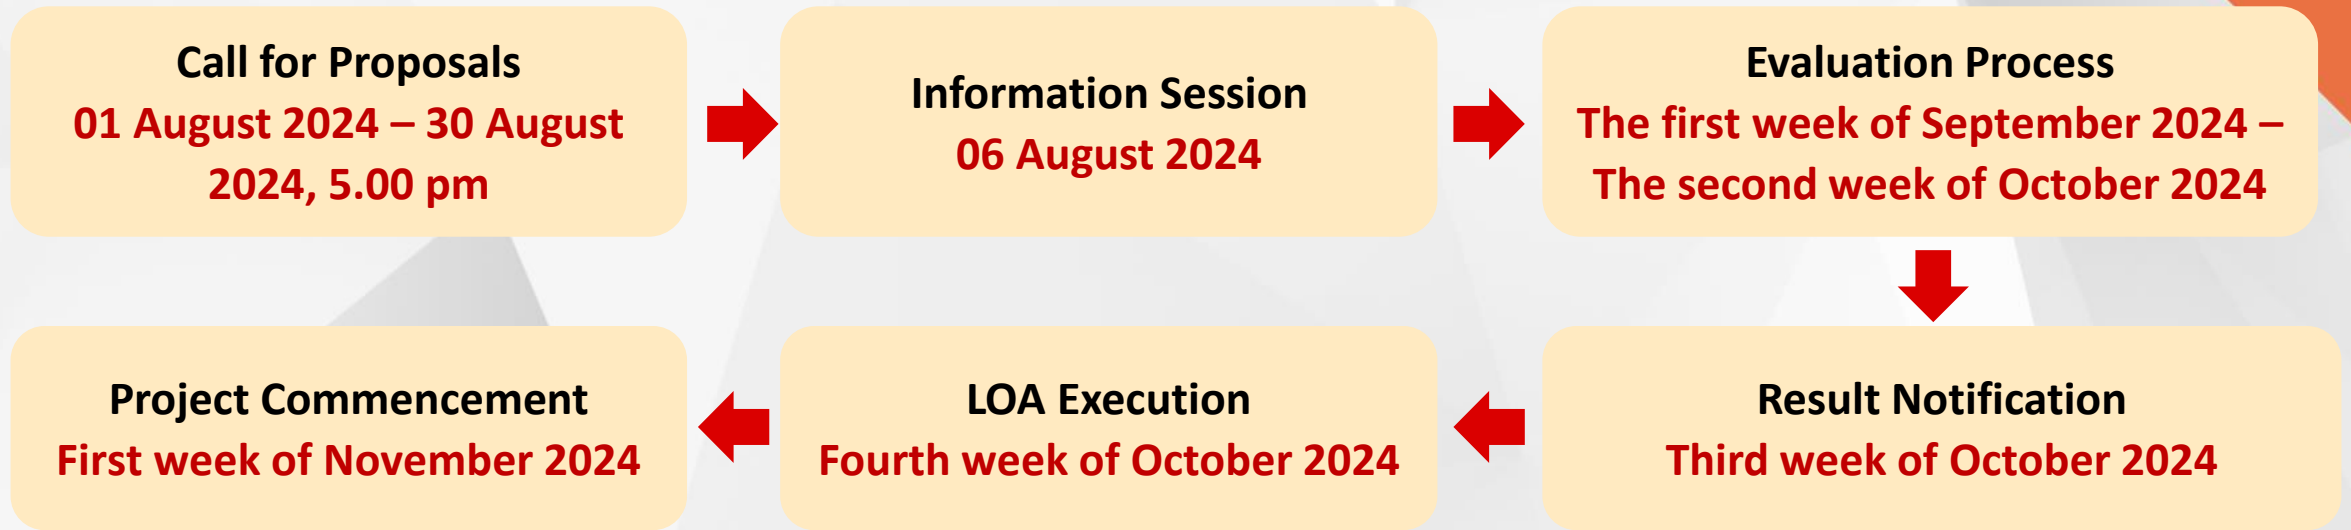 Call for Proposals
01 August 2024 – 30 August
2024, 5.00 pm
Information Session
06 August 2024
Evaluation Process
The first week of September 2024 –
The second week of October 2024
Result Notification
Third week of October 2024
LOA Execution
Fourth week of October 2024
Project Commencement
First week of November 2024